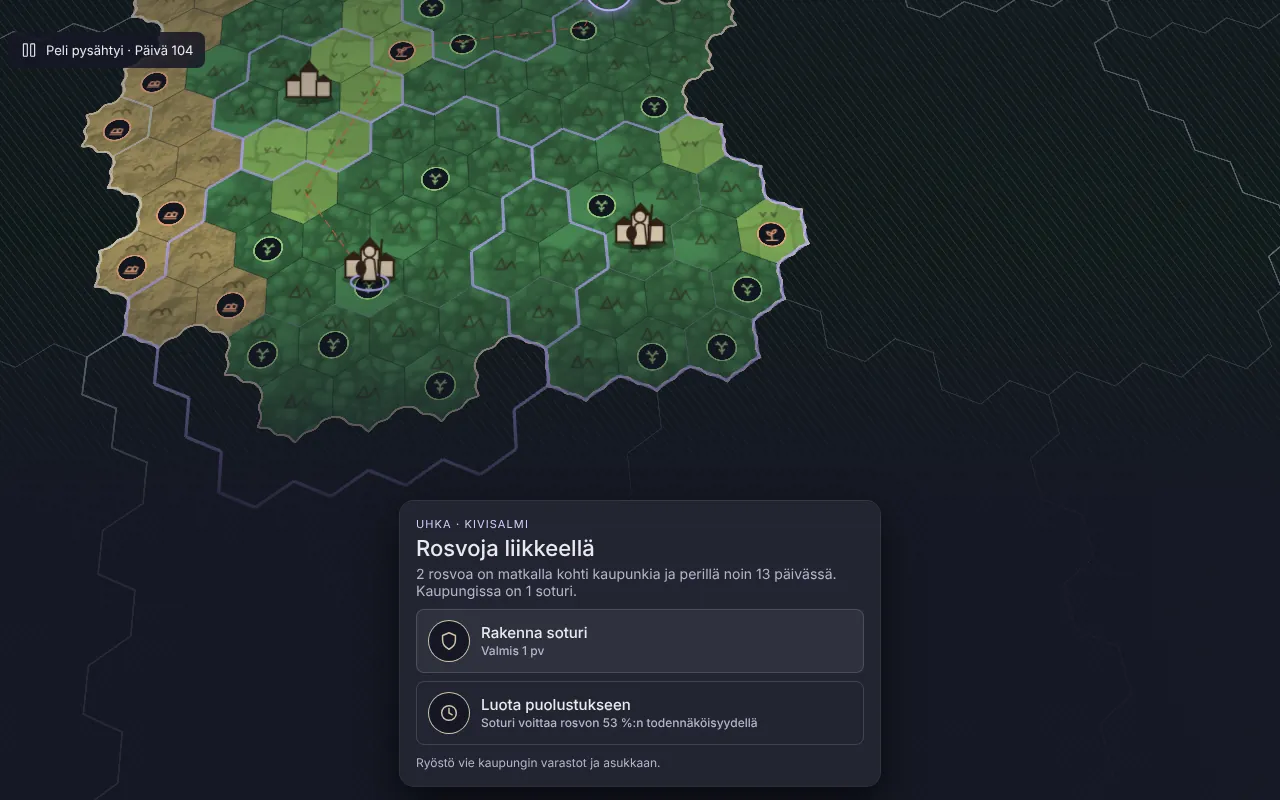 Peli pysähtyi · Päivä 104
UHKA · KIVISALMI
Rosvoja liikkeellä
2 rosvoa on matkalla kohti kaupunkia ja perillä noin 13 päivässä.
Kaupungissa on 1 soturi.
Rakenna soturi
Valmis 1 pv
Luota puolustukseen
Soturi voittaa rosvon 53 %:n todennäköisyydellä
Ryöstö vie kaupungin varastot ja asukkaan.